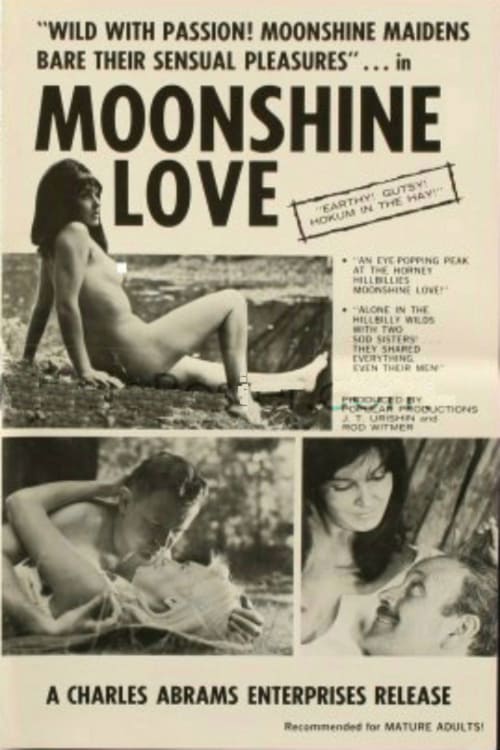 "WILD WITH PASSION! MOONSHINE MAIDENS
BARE THEIR SENSUAL PLEASURES"... in
MOONSHINE
LOVE
"EARTHY! GUTSY!
HOKUM IN THE HAY!"
• "AN EYE-POPPING PEAK
AT THE HORNEY
HILLBILLIES
MOONSHINE LOVE!"
• "ALONE IN THE
HILLBILLY WILDS
WITH TWO
SOD SISTERS!
THEY SHARED
EVERYTHING,
EVEN THEIR MEN!"
PRODUCED BY
POPULAR PRODUCTIONS
J. T. URISHIN and
ROD WITMER
A CHARLES ABRAMS ENTERPRISES RELEASE
Recommended for MATURE ADULTS!